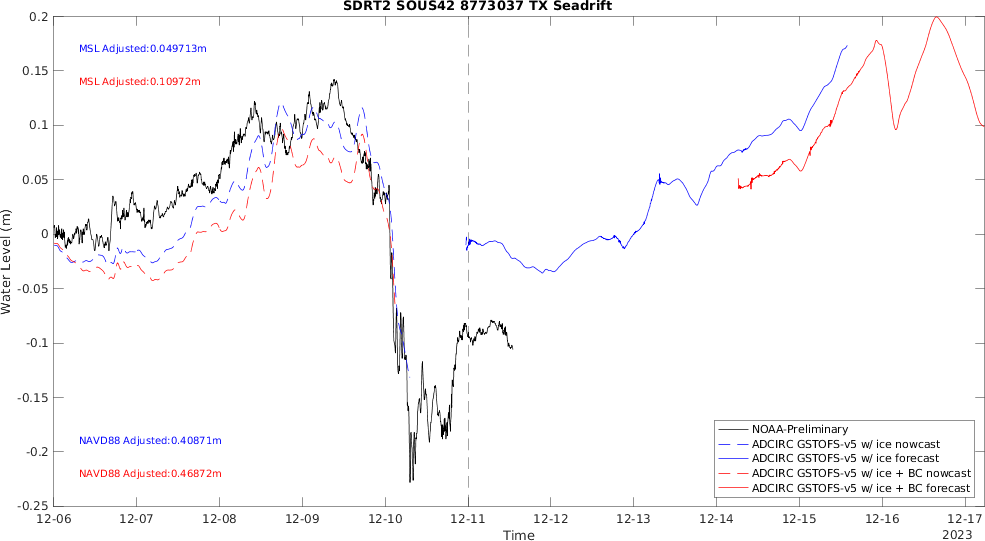 SDRT2 SOUS42 8773037 TX Seadrift
0.2
0.15
0.1
0.05
0
-0.05
-0.1
-0.15
-0.2
-0.25
Water Level (m)
MSL Adjusted:0.049713m
MSL Adjusted:0.10972m
NAVD88 Adjusted:0.40871m
NAVD88 Adjusted:0.46872m
NOAA-Preliminary
ADCIRC GSTOFS-v5 w/ ice nowcast
ADCIRC GSTOFS-v5 w/ ice forecast
ADCIRC GSTOFS-v5 w/ ice + BC nowcast
ADCIRC GSTOFS-v5 w/ ice + BC forecast
12-06 12-07 12-08 12-09 12-10 12-11 12-12 12-13 12-14 12-15 12-16 12-17
Time
2023